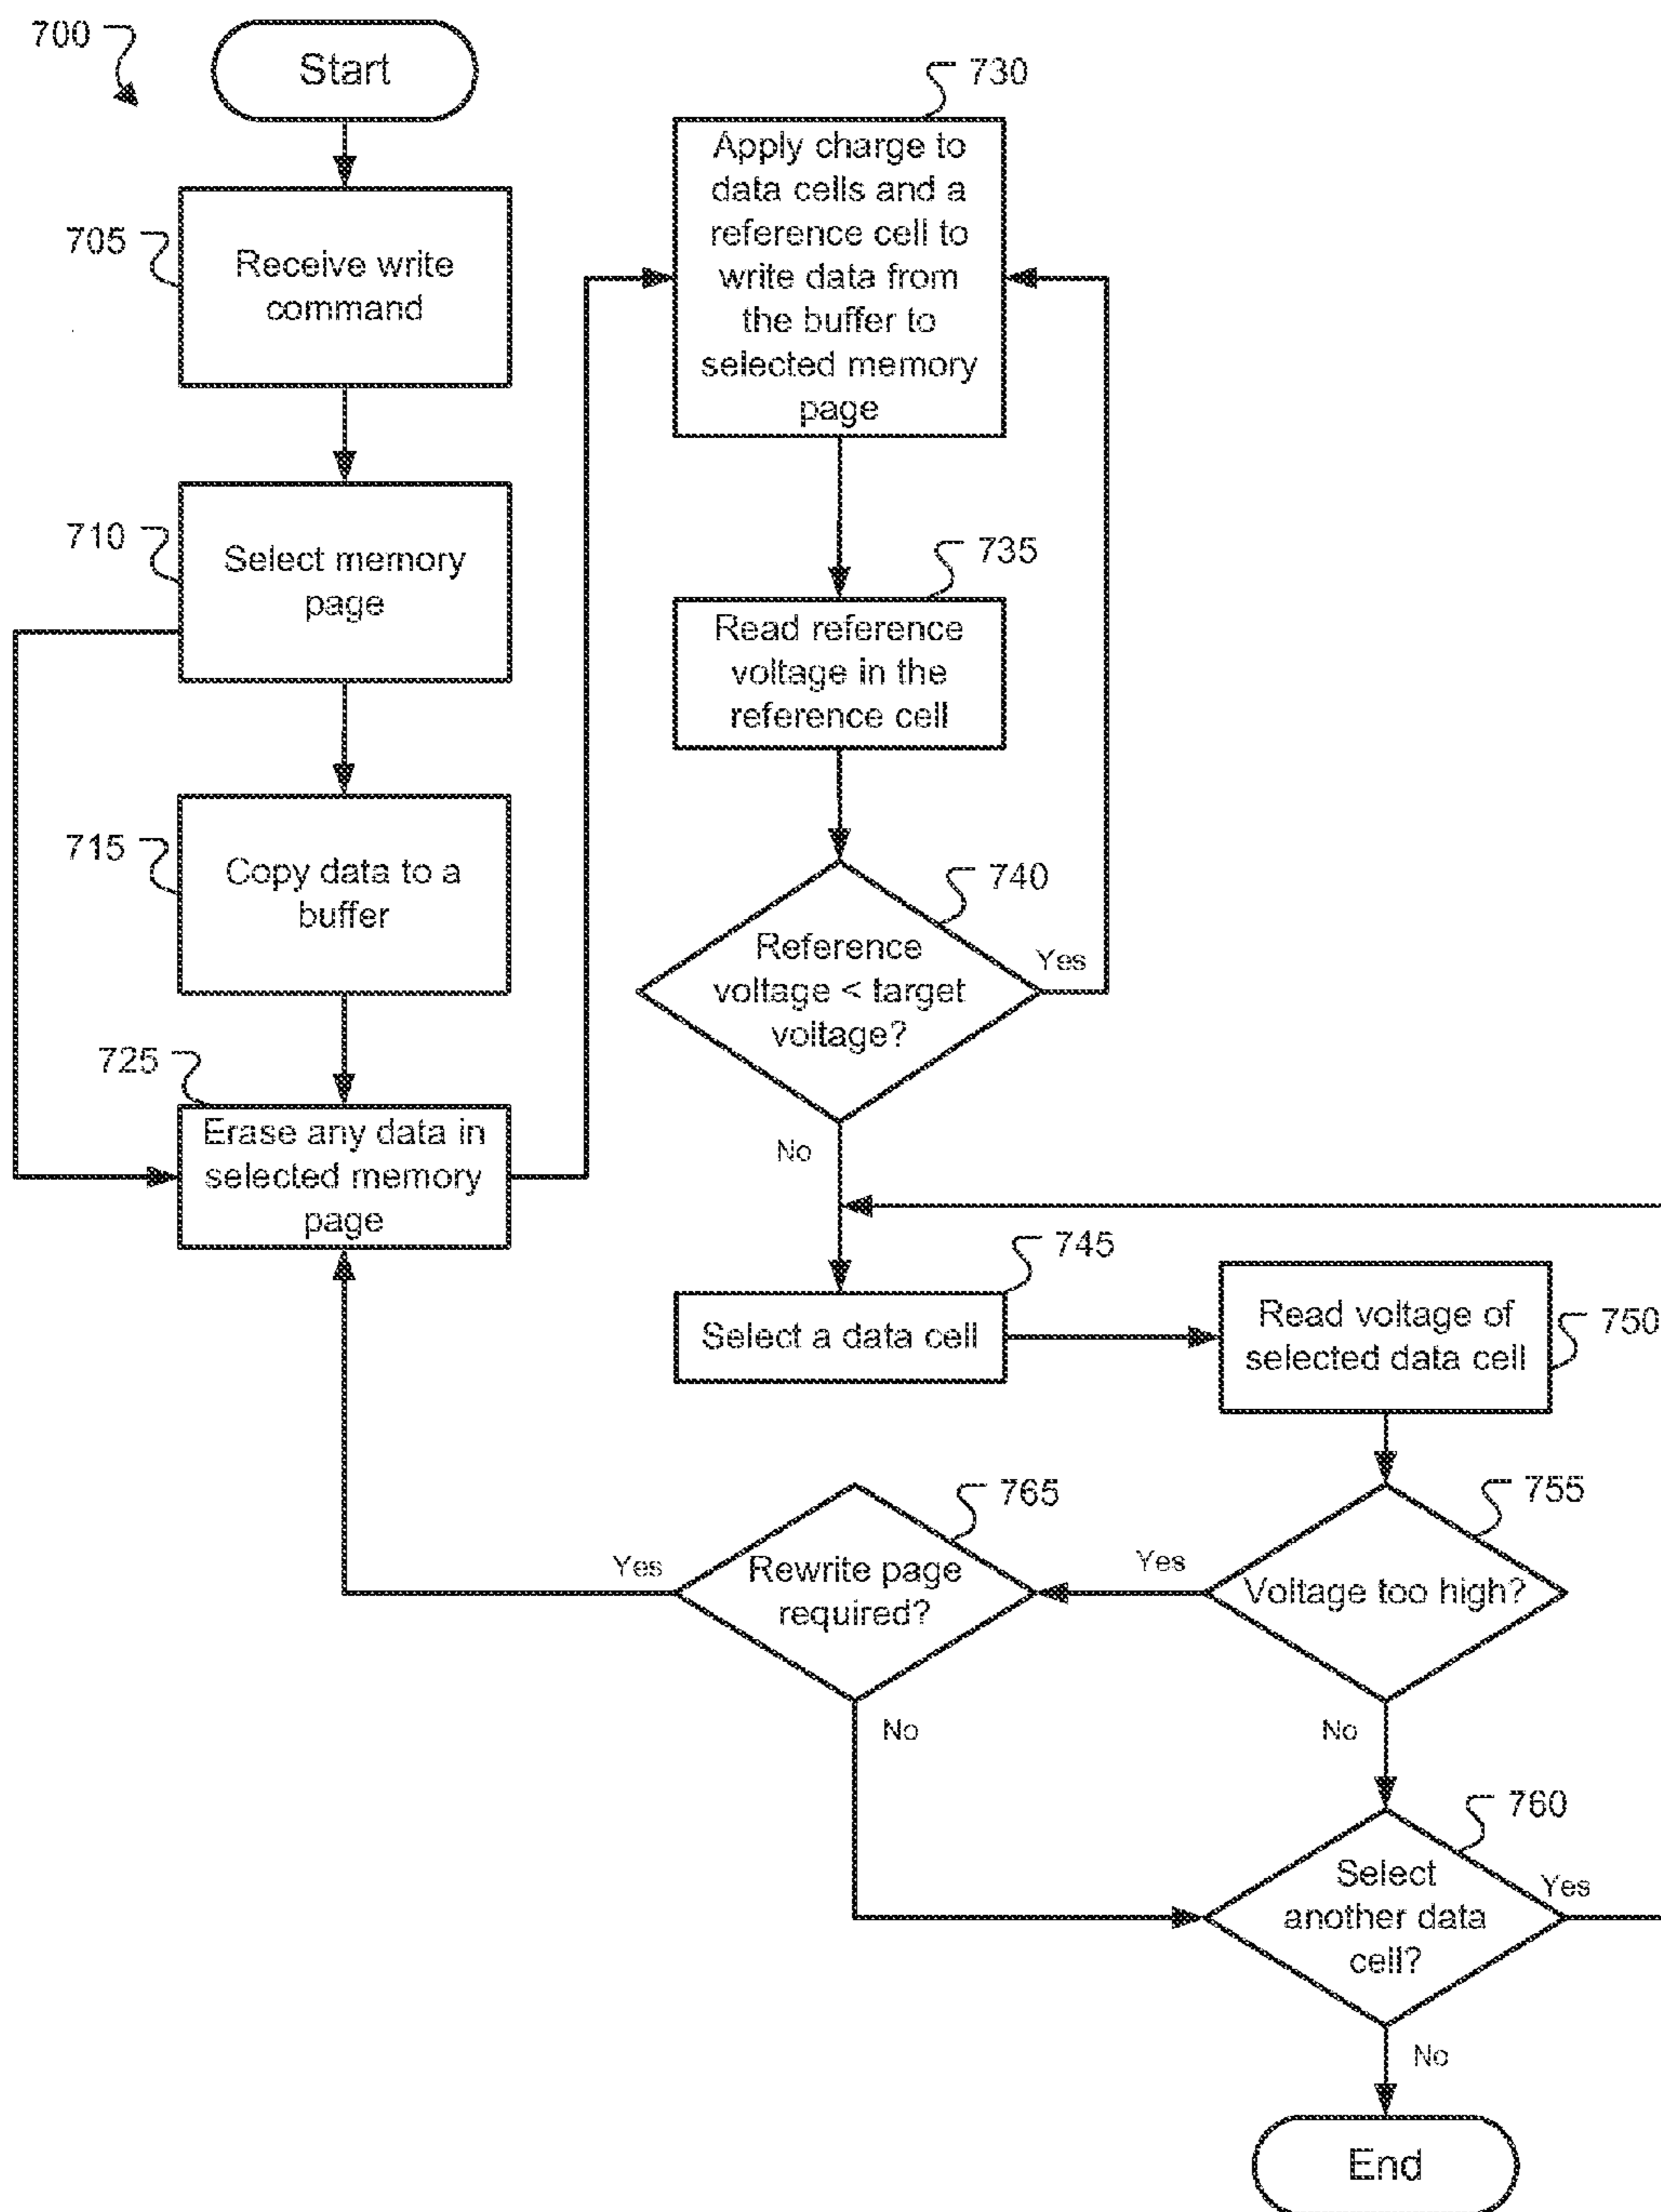 700
Start
705
Receive write
command
710
Select memory
page
715
Copy data to a
buffer
725
Erase any data in
selected memory
page
730
Apply charge to
data cells and a
reference cell to
write data from
the buffer to
selected memory
page
735
Read reference
voltage in the
reference cell
740
Reference
voltage < target
voltage?
Yes
No
745
Select a data cell
750
Read voltage of
selected data cell
755
Voltage too high?
Yes
No
765
Rewrite page
required?
Yes
No
760
Select
another data
cell?
Yes
No
End